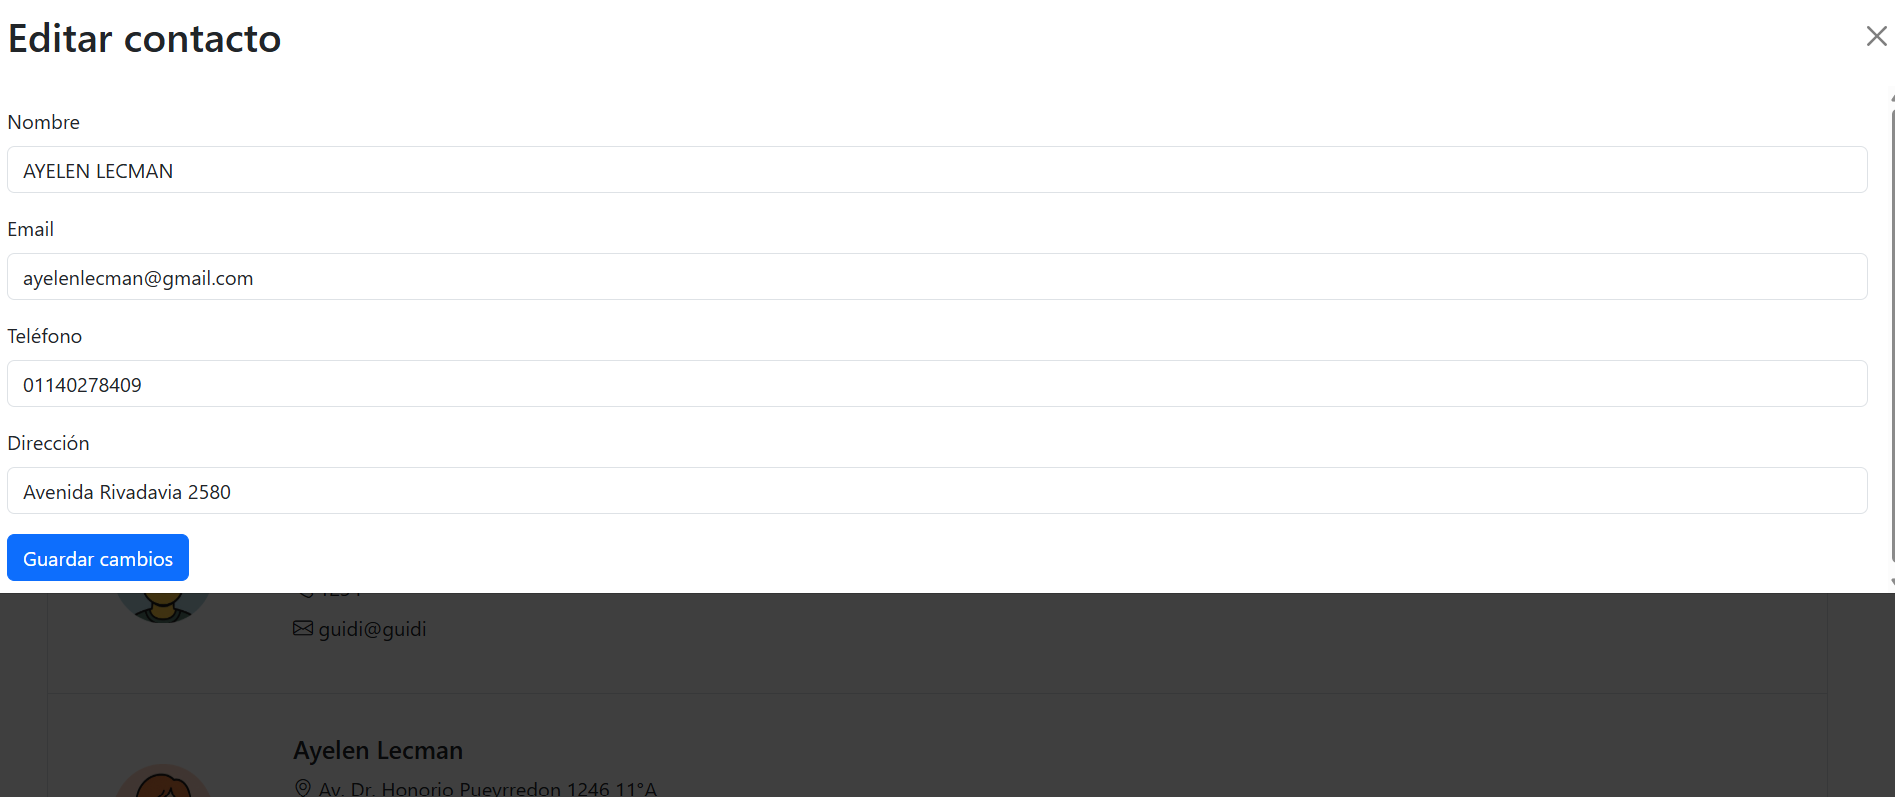 Editar contacto
Nombre
AYELEN LECMAN
Email
ayelenlecman@gmail.com
Teléfono
01140278409
Dirección
Avenida Rivadavia 2580
Guardar cambios
guidi@guidi
Ayelen Lecman
Av. Dr. Honorio Pueyrredon 1246 11°A